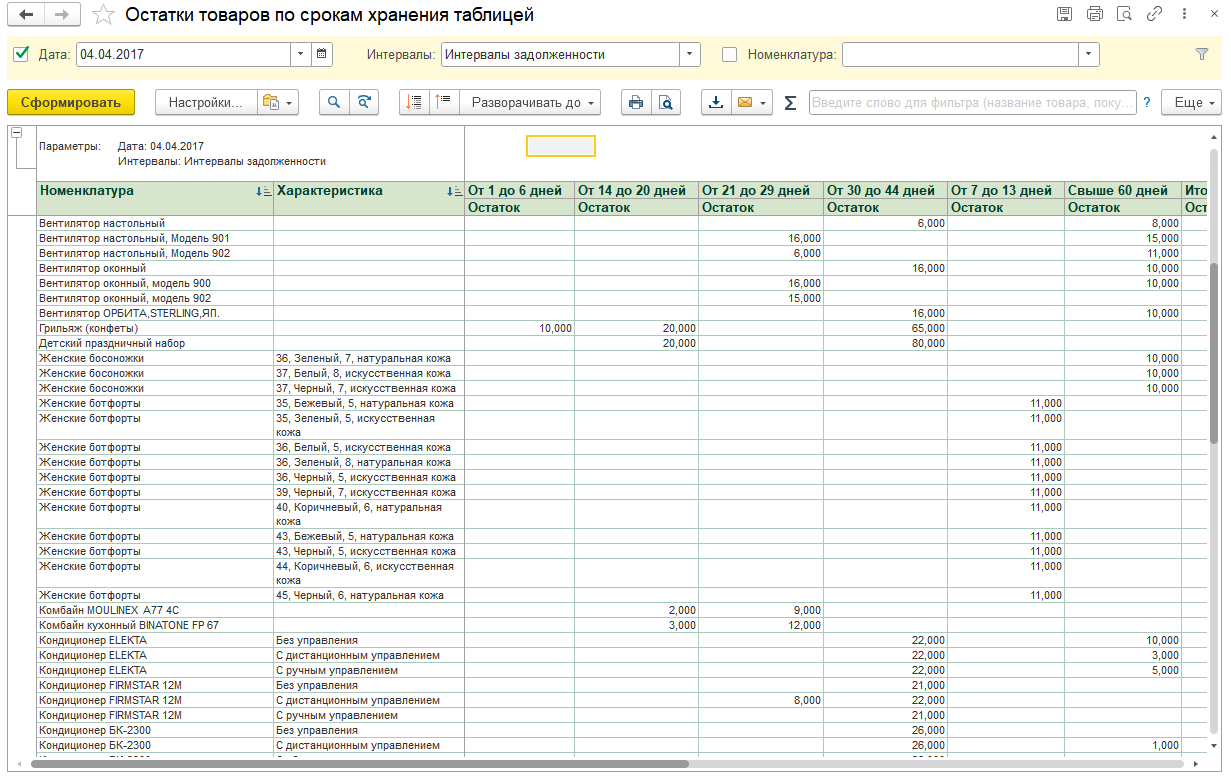 Остатки товаров по срокам хранения таблицей
Дата: 04.04.2017 Интервалы: Интервалы задолженности Номенклатура:
Сформировать Настройки... Разворачивать до Σ Введите слово для фильтра (название товара, поку... ? Еще
Параметры: Дата: 04.04.2017
Интервалы: Интервалы задолженности
Номенклатура Характеристика От 1 до 6 дней От 14 до 20 дней От 21 до 29 дней От 30 до 44 дней От 7 до 13 дней Свыше 60 дней Ито
Остаток Остаток Остаток Остаток Остаток Остаток Ост
Вентилятор настольный 6,000 8,000
Вентилятор настольный, Модель 901 16,000 15,000
Вентилятор настольный, Модель 902 6,000 11,000
Вентилятор оконный 16,000 10,000
Вентилятор оконный, модель 900 16,000 10,000
Вентилятор оконный, модель 902 15,000
Вентилятор ОРБИТА,STERLING,ЯП. 16,000 10,000
Грильяж (конфеты) 10,000 20,000 65,000
Детский праздничный набор 20,000 80,000
Женские босоножки 36, Зеленый, 7, натуральная кожа 10,000
Женские босоножки 37, Белый, 8, искусственная кожа 10,000
Женские босоножки 37, Черный, 7, искусственная кожа 10,000
Женские ботфорты 35, Бежевый, 5, натуральная кожа 11,000
Женские ботфорты 35, Зеленый, 5, искусственная 11,000
кожа
Женские ботфорты 36, Белый, 5, искусственная кожа 11,000
Женские ботфорты 36, Зеленый, 8, натуральная кожа 11,000
Женские ботфорты 36, Черный, 5, искусственная кожа 11,000
Женские ботфорты 39, Черный, 7, искусственная кожа 11,000
Женские ботфорты 40, Коричневый, 6, натуральная 11,000
кожа
Женские ботфорты 43, Бежевый, 5, натуральная кожа 11,000
Женские ботфорты 43, Черный, 5, искусственная кожа 11,000
Женские ботфорты 44, Коричневый, 6, искусственная 11,000
кожа
Женские ботфорты 45, Черный, 6, натуральная кожа 11,000
Комбайн MOULINEX A77 4C 2,000 9,000
Комбайн кухонный BINATONE FP 67 3,000 12,000
Кондиционер ELEKTA Без управления 22,000 10,000
Кондиционер ELEKTA С дистанционным управлением 22,000 3,000
Кондиционер ELEKTA С ручным управлением 22,000 5,000
Кондиционер FIRMSTAR 12M Без управления 21,000
Кондиционер FIRMSTAR 12M С дистанционным управлением 8,000 22,000
Кондиционер FIRMSTAR 12M С ручным управлением 21,000
Кондиционер БК-2300 Без управления 26,000
Кондиционер БК-2300 С дистанционным управлением 26,000 1,000